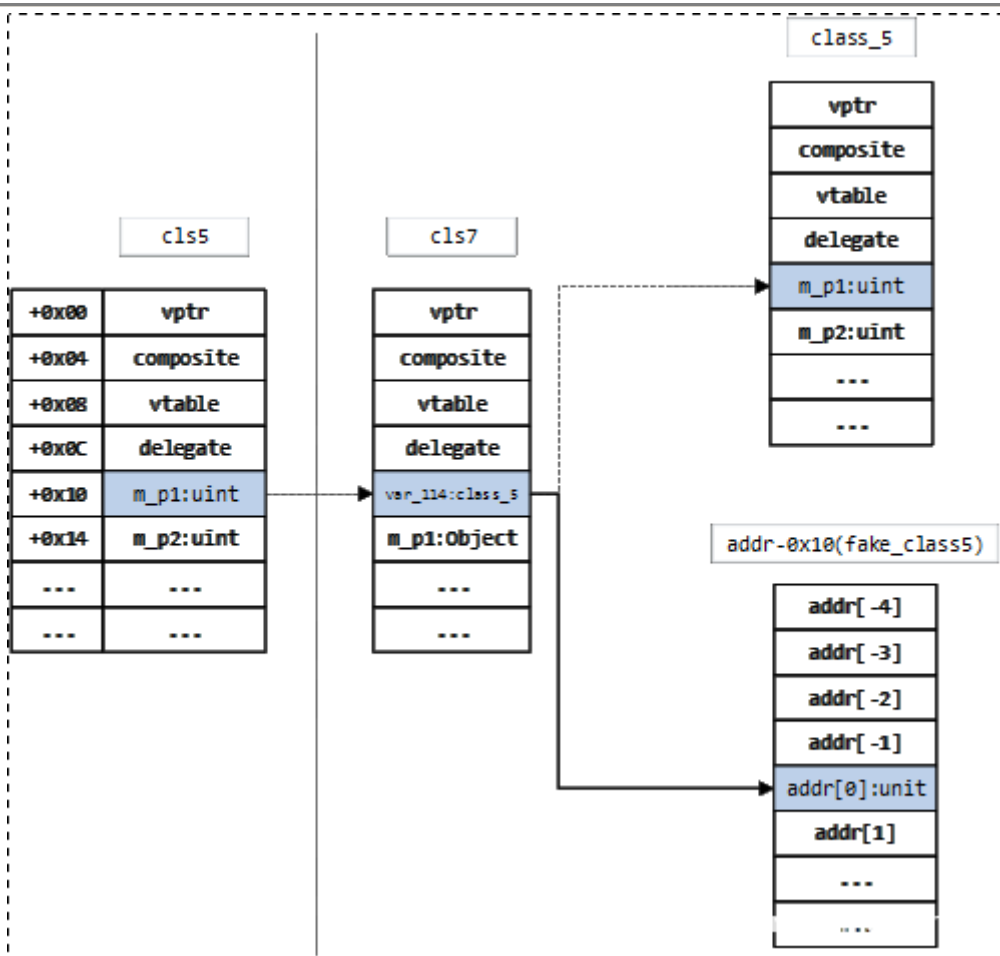 class_5
vptr
composite
vtable
delegate
m_p1:uint
m_p2:uint
---
---
cls5
+0x00 vptr
+0x04 composite
+0x08 vtable
+0x0C delegate
+0x10 m_p1:uint
+0x14 m_p2:uint
--- ---
--- ---
cls7
vptr
composite
vtable
delegate
var_114:class_5
m_p1:Object
---
---
addr-0x10(fake_class5)
addr[-4]
addr[-3]
addr[-2]
addr[-1]
addr[0]:unit
addr[1]
---